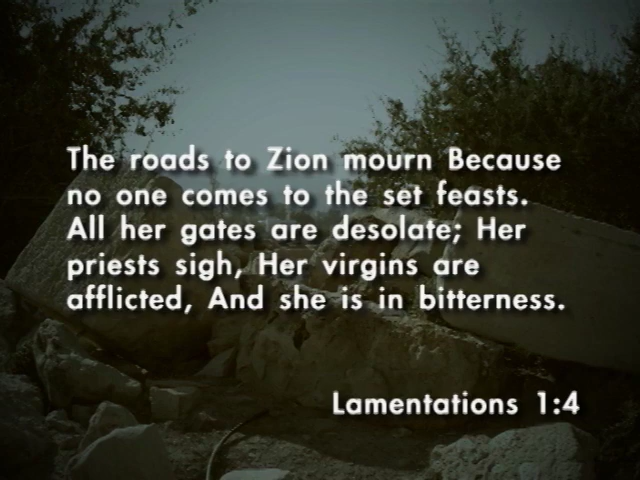 The roads to Zion mourn Because
no one comes to the set feasts.
All her gates are desolate; Her
priests sigh, Her virgins are
afflicted, And she is in bitterness.
Lamentations 1:4